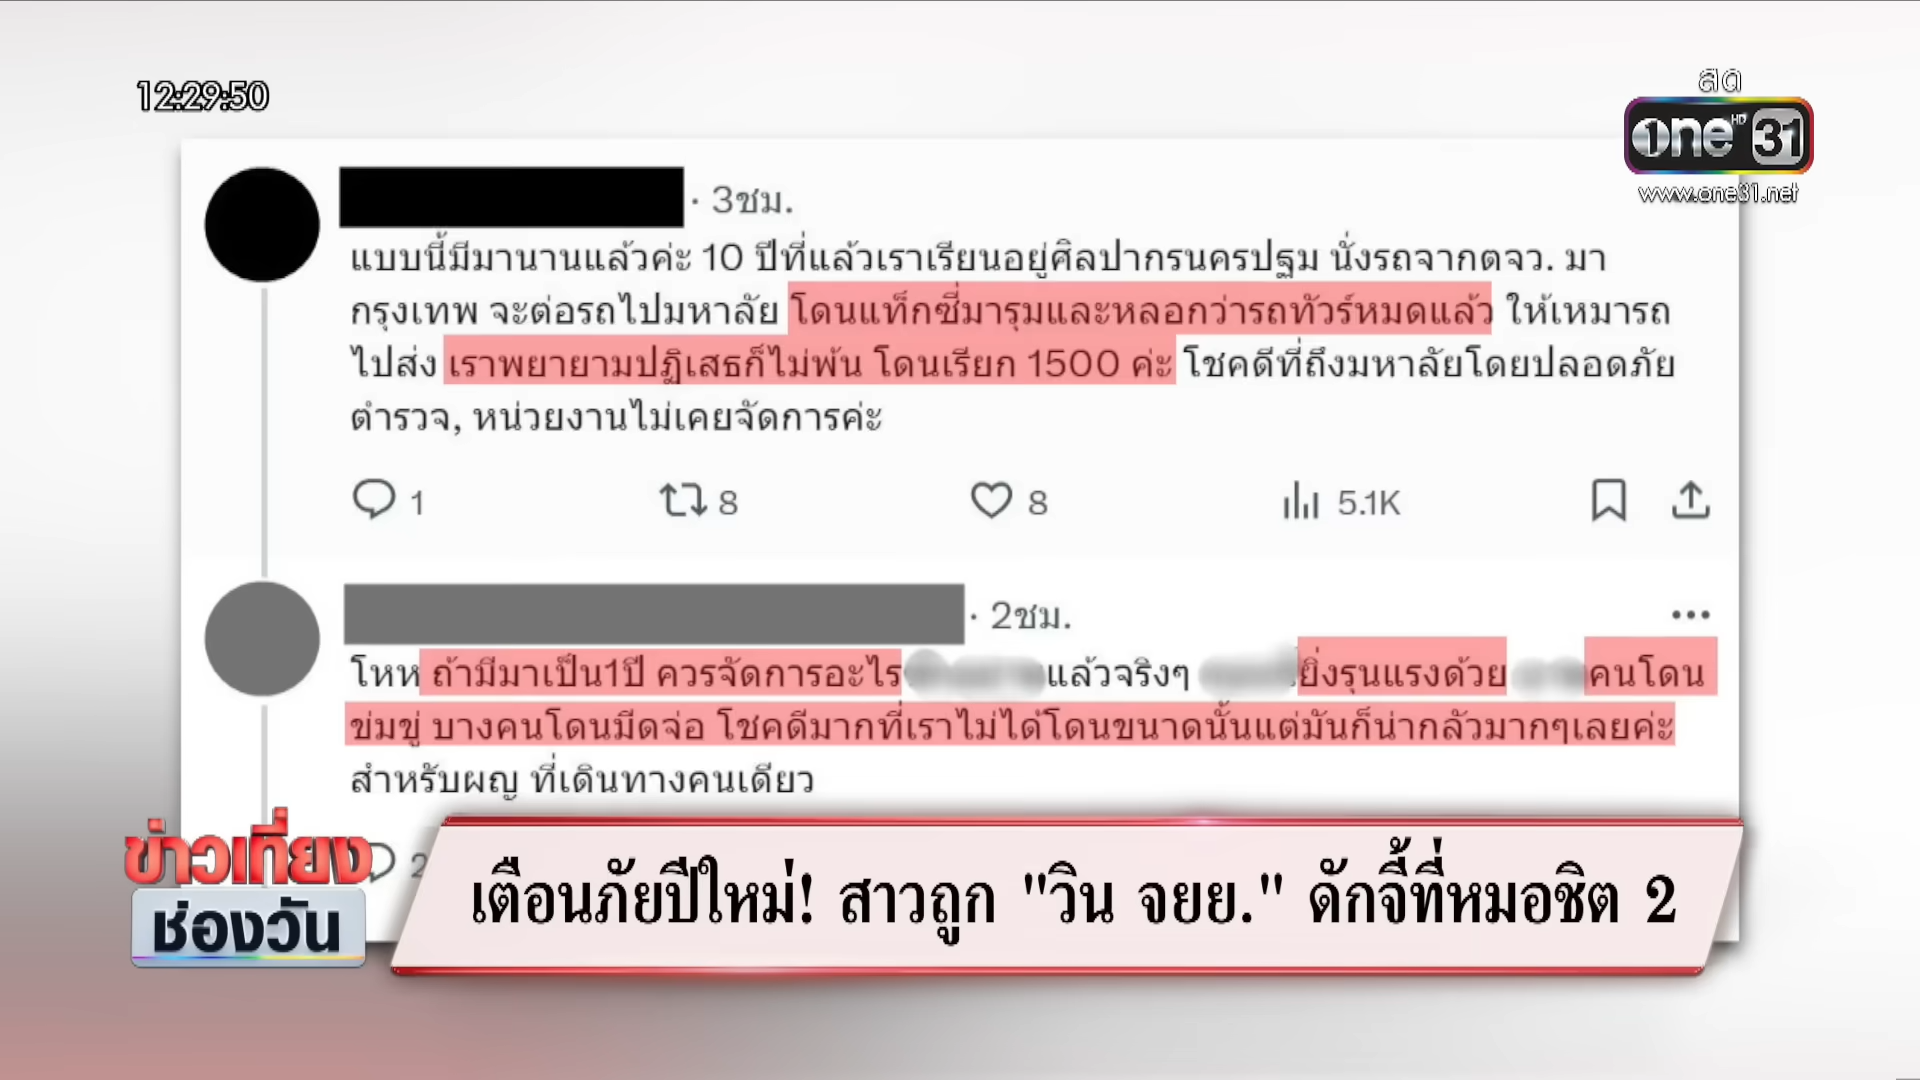 12:29:50
สด
one HD 31
www.one31.net
· 3ชม.
แบบนี้มีมานานแล้วค่ะ 10 ปีที่แล้วเราเรียนอยู่ศิลปากรนครปฐม นั่งรถจากตจว. มา
กรุงเทพ จะต่อรถไปมหาลัย โดนแท็กซี่มารุมและหลอกว่ารถทัวร์หมดแล้ว ให้เหมารถ
ไปส่ง เราพยายามปฏิเสธก็ไม่พ้น โดนเรียก 1500 ค่ะ โชคดีที่ถึงมหาลัยโดยปลอดภัย
ตำรวจ, หน่วยงานไม่เคยจัดการค่ะ
1 8 8 5.1K
· 2ชม.
โหห ถ้ามีมาเป็น1ปี ควรจัดการอะไร แล้วจริงๆ ยิ่งรุนแรงด้วย คนโดน
ข่มขู่ บางคนโดนมีดจ่อ โชคดีมากที่เราไม่ได้โดนขนาดนั้นแต่มันก็น่ากลัวมากๆเลยค่ะ
สำหรับผญ ที่เดินทางคนเดียว
ข่าวเที่ยง
ช่องวัน
เตือนภัยปีใหม่! สาวถูก "วิน จยย." ดักจี้ที่หมอชิต 2